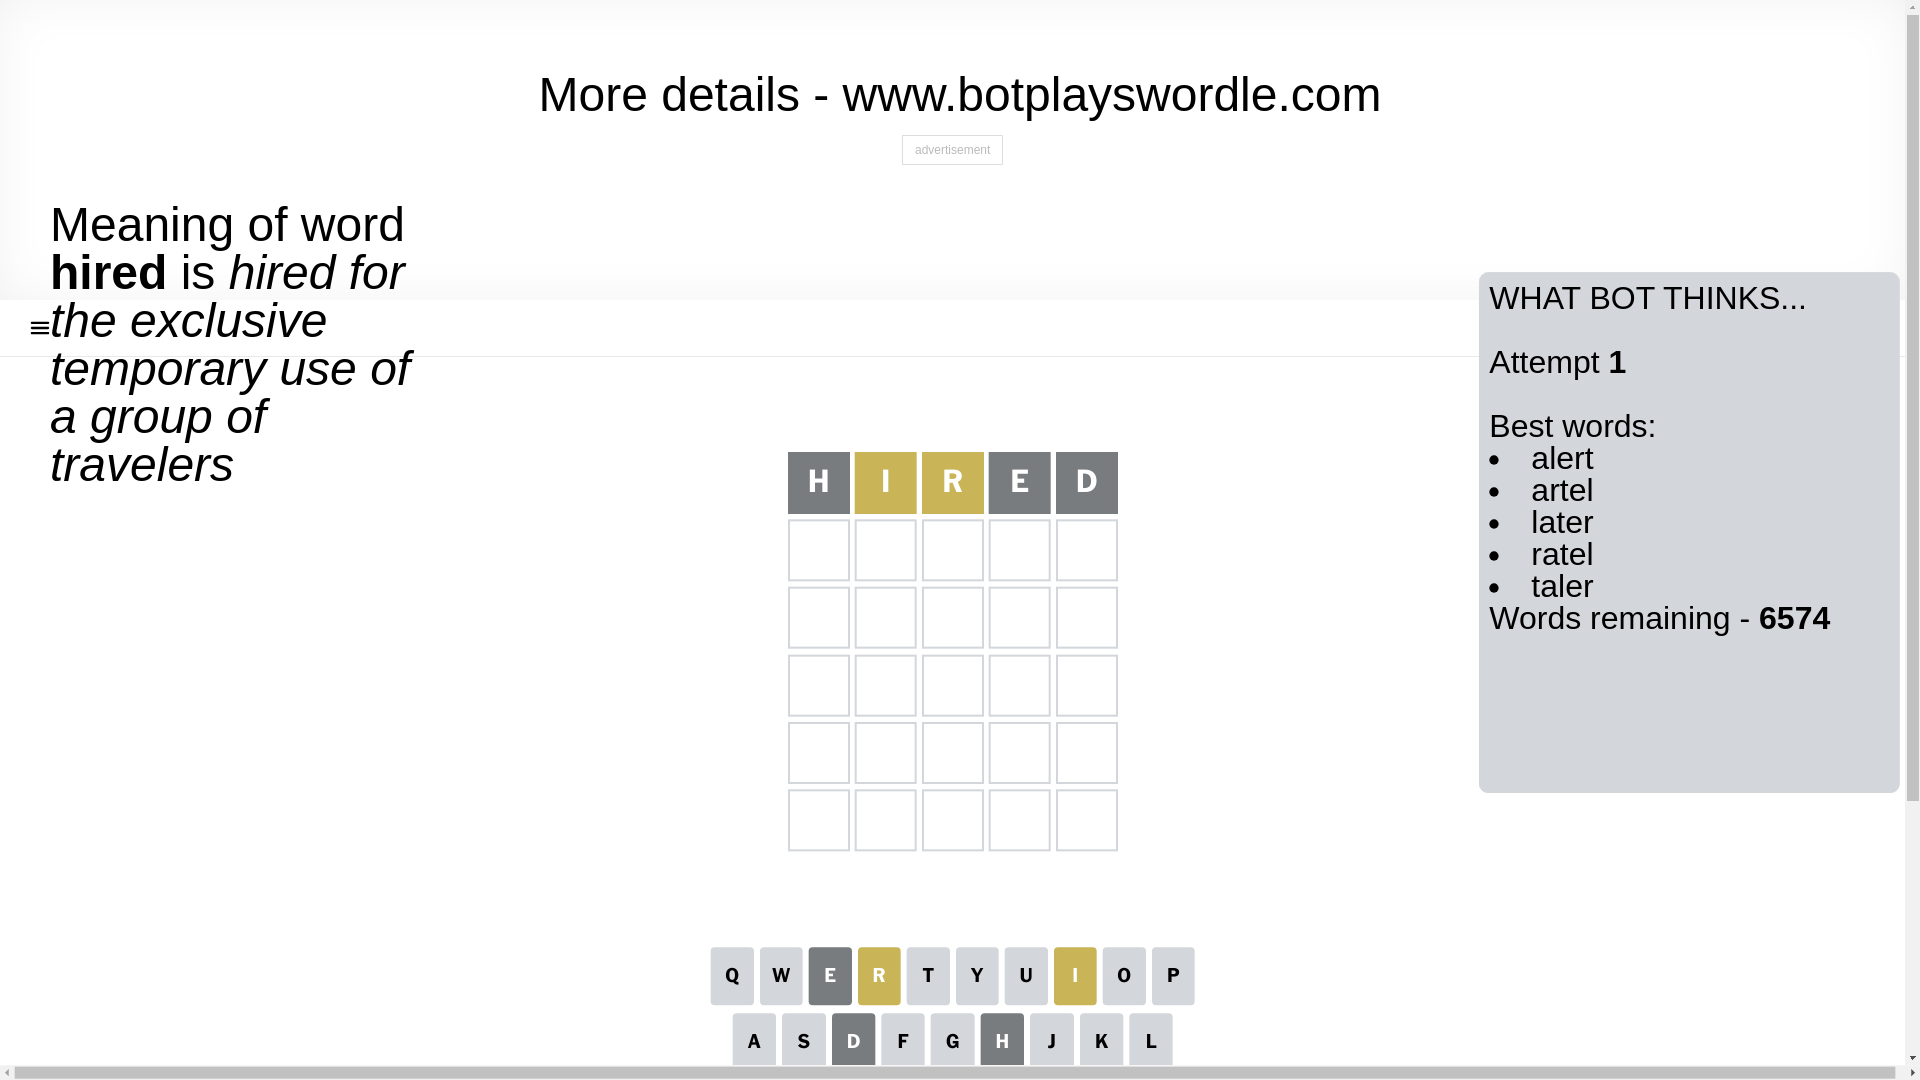 More details - www.botplayswordle.com
advertisement
Meaning of word
hired is hired for
the exclusive
temporary use of
a group of
travelers
WHAT BOT THINKS...
Attempt 1
Best words:
• alert
• artel
• later
• ratel
• taler
Words remaining - 6574
H I R E D
Q W E R T Y U I O P
A S D F G H J K L